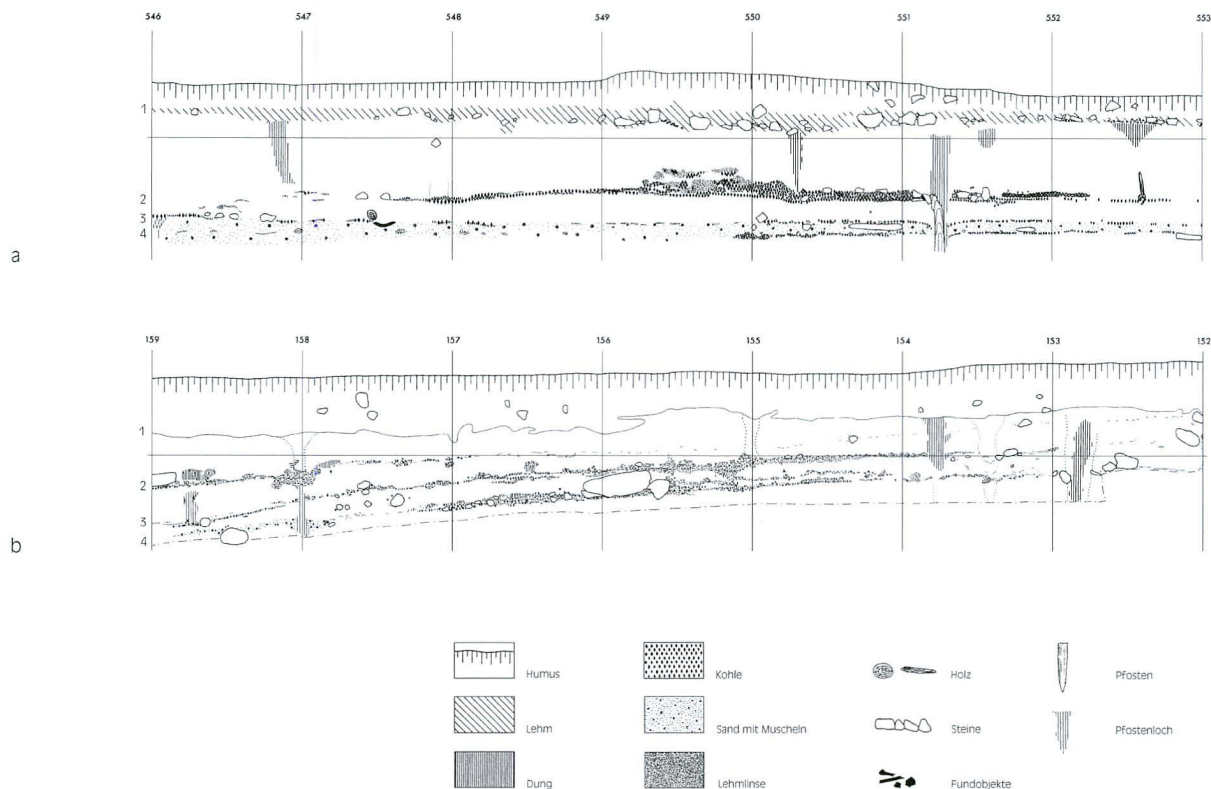 546 547 548 549 550 551 552 553
1
2
3
4
a
159 158 157 156 155 154 153 152
1
2
3
4
b
Humus Kohle Holz Pfosten
Lehm Sand mit Muscheln Steine Pfostenloch
Dung Lehmlinse Fundobjekte